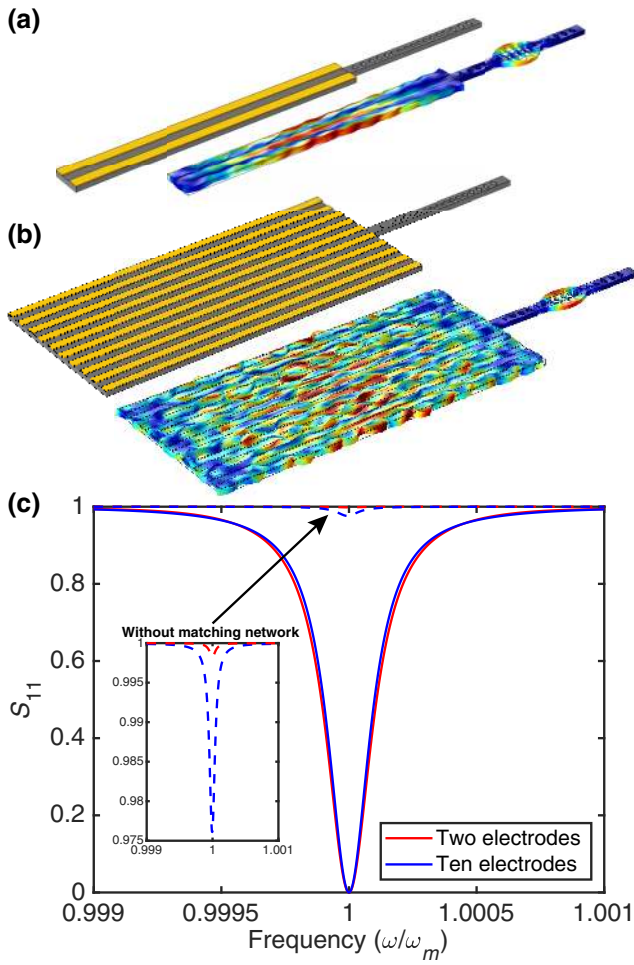 (a)
(b)
(c)
1
0.8
0.6
0.4
0.2
0
S11
Without matching network
1
0.995
0.99
0.985
0.98
0.975
0.999
1
1.001
Two electrodes
Ten electrodes
0.999
0.9995
1
1.0005
1.001
Frequency (ω/ωm)